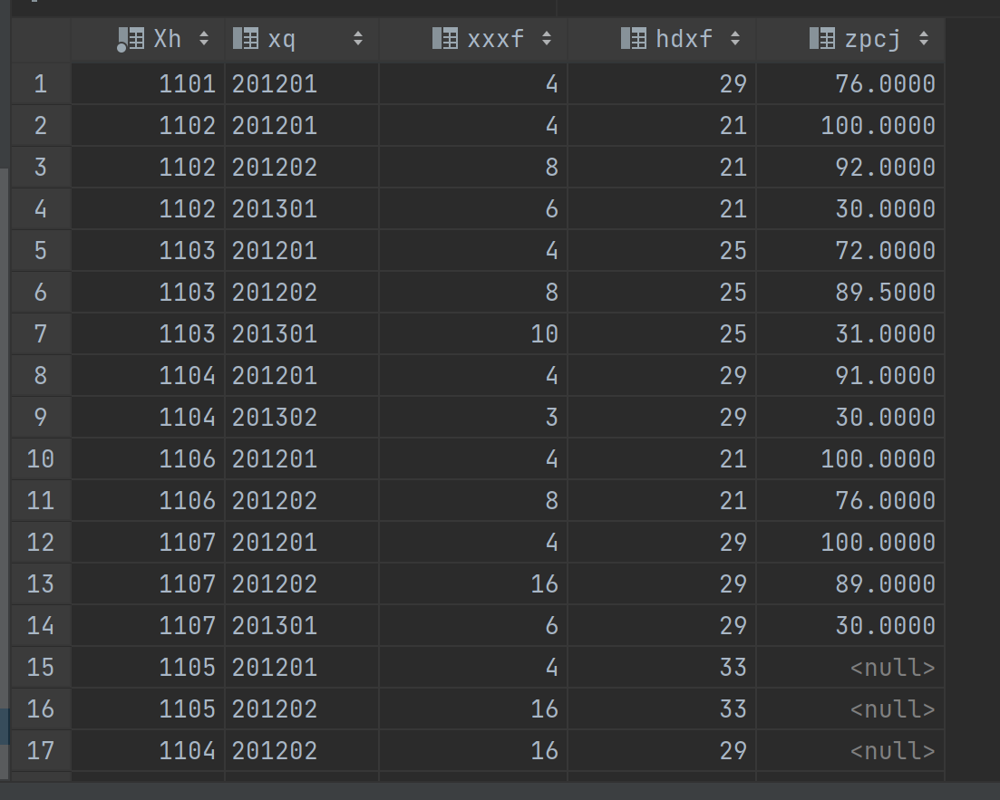 Xh xq xxxf hdxf zpcj
1 1101 201201 4 29 76.0000
2 1102 201201 4 21 100.0000
3 1102 201202 8 21 92.0000
4 1102 201301 6 21 30.0000
5 1103 201201 4 25 72.0000
6 1103 201202 8 25 89.5000
7 1103 201301 10 25 31.0000
8 1104 201201 4 29 91.0000
9 1104 201302 3 29 30.0000
10 1106 201201 4 21 100.0000
11 1106 201202 8 21 76.0000
12 1107 201201 4 29 100.0000
13 1107 201202 16 29 89.0000
14 1107 201301 6 29 30.0000
15 1105 201201 4 33 <null>
16 1105 201202 16 33 <null>
17 1104 201202 16 29 <null>